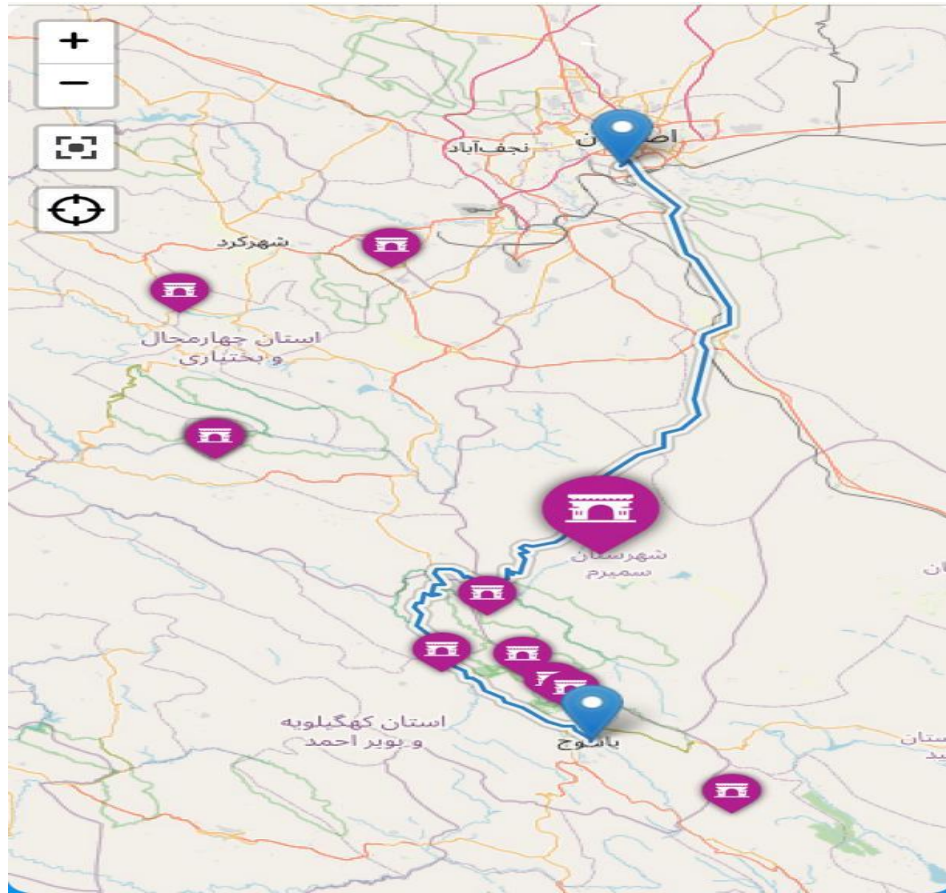 +
نجف‌آباد
−
شهرکرد
استان چهارمحال
و بختیاری
شهرستان
سمیرم
استان کهگیلویه
و بویر احمد
یاسوج